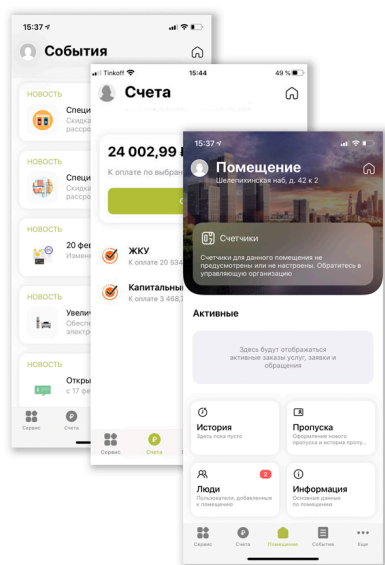 15:37
События
НОВОСТЬ
Специ
Скидка
рассро
НОВОСТЬ
Специ
Скидка
рассро
НОВОСТЬ
20 фев
Измене
НОВОСТЬ
Увелич
Обеспе
электр
НОВОСТЬ
Откры
с 17 фе
Сервис
Счета
Tinkoff
15:44
49 %
Счета
24 002,99
К оплате по выбран
ЖКУ
К оплате 20 534
Капитальны
К оплате 3 468,7
Сервис
Счета
15:37
Помещение
Шелепихинская наб, д. 42 к 2
Счетчики
Счетчики для данного помещения не
предусмотрены или не настроены. Обратитесь в
управляющую организацию
Активные
Здесь будут отображаться
активные заказы услуг, заявки и
обращения
История
Здесь пока пусто
Пропуска
Оформление нового
пропуска и история пропу...
2
Люди
Пользователи, добавленные
к помещению
Информация
Основные данные
по помещению
Сервис
Счета
Помещение
События
Еще